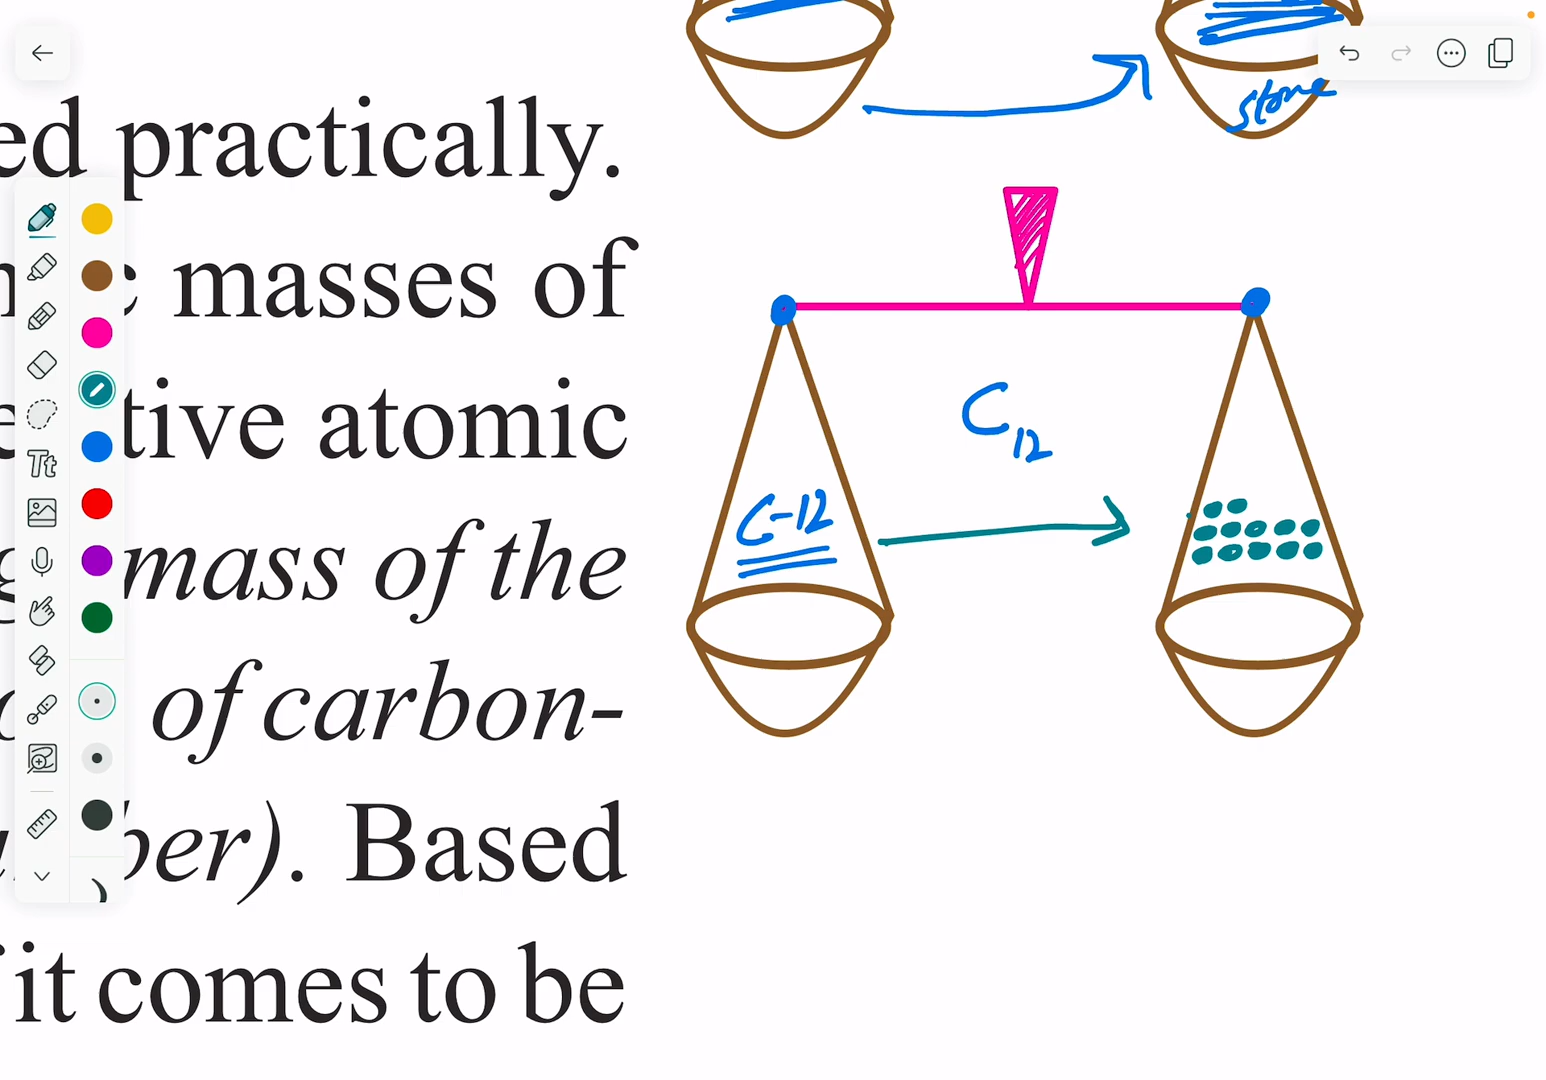 ed practically.
masses of
tive atomic
mass of the
of carbon-
ber). Based
it comes to be
Tt
stone
C12
C-12